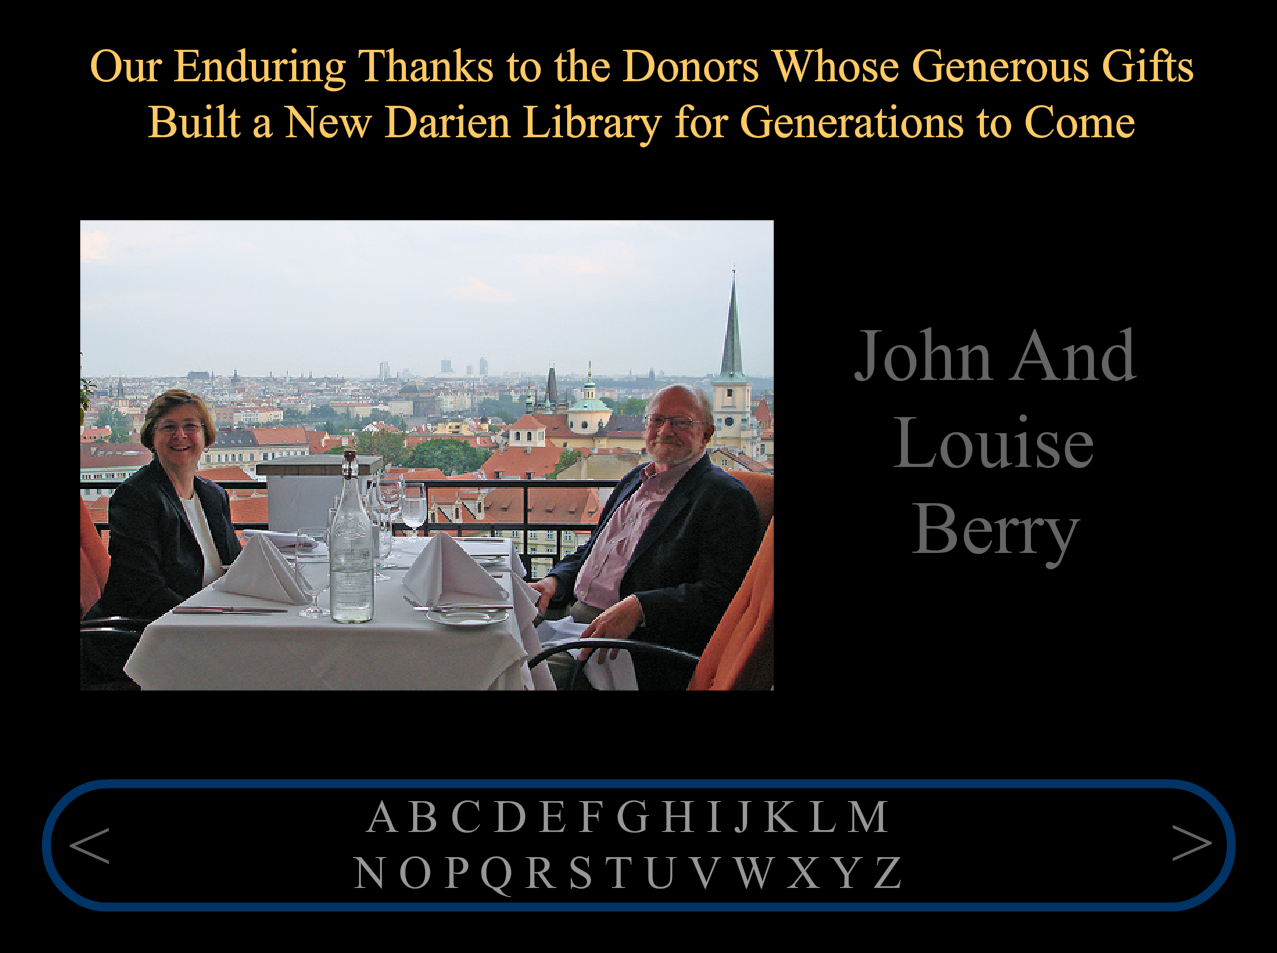 Our Enduring Thanks to the Donors Whose Generous Gifts
Built a New Darien Library for Generations to Come
John And
Louise
Berry
A B C D E F G H I J K L M
N O P Q R S T U V W X Y Z
< >